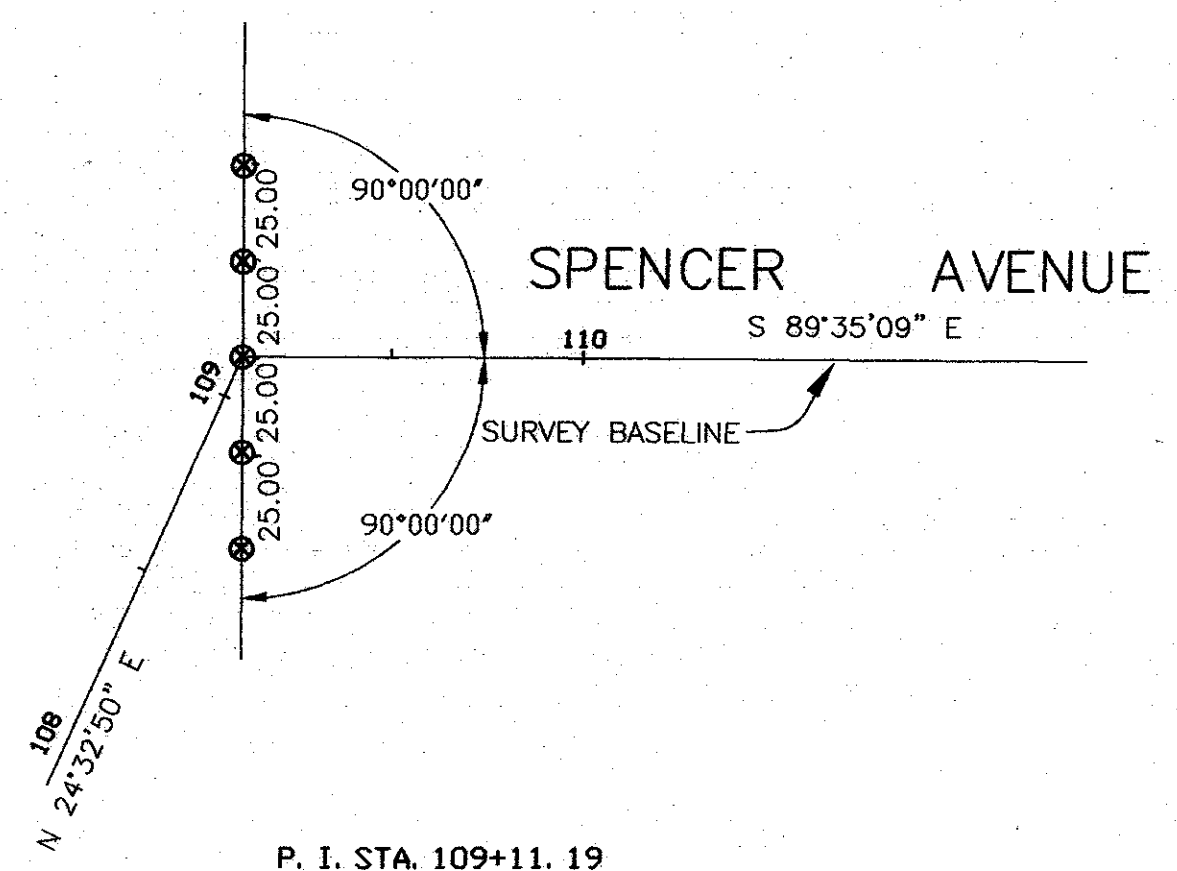 25.00
90°00'00"
25.00
SPENCER AVENUE
S 89°35'09" E
110
109
25.00'
SURVEY BASELINE
25.00'
90°00'00"
108
N 24°32'50" E
P. I. STA. 109+11.19